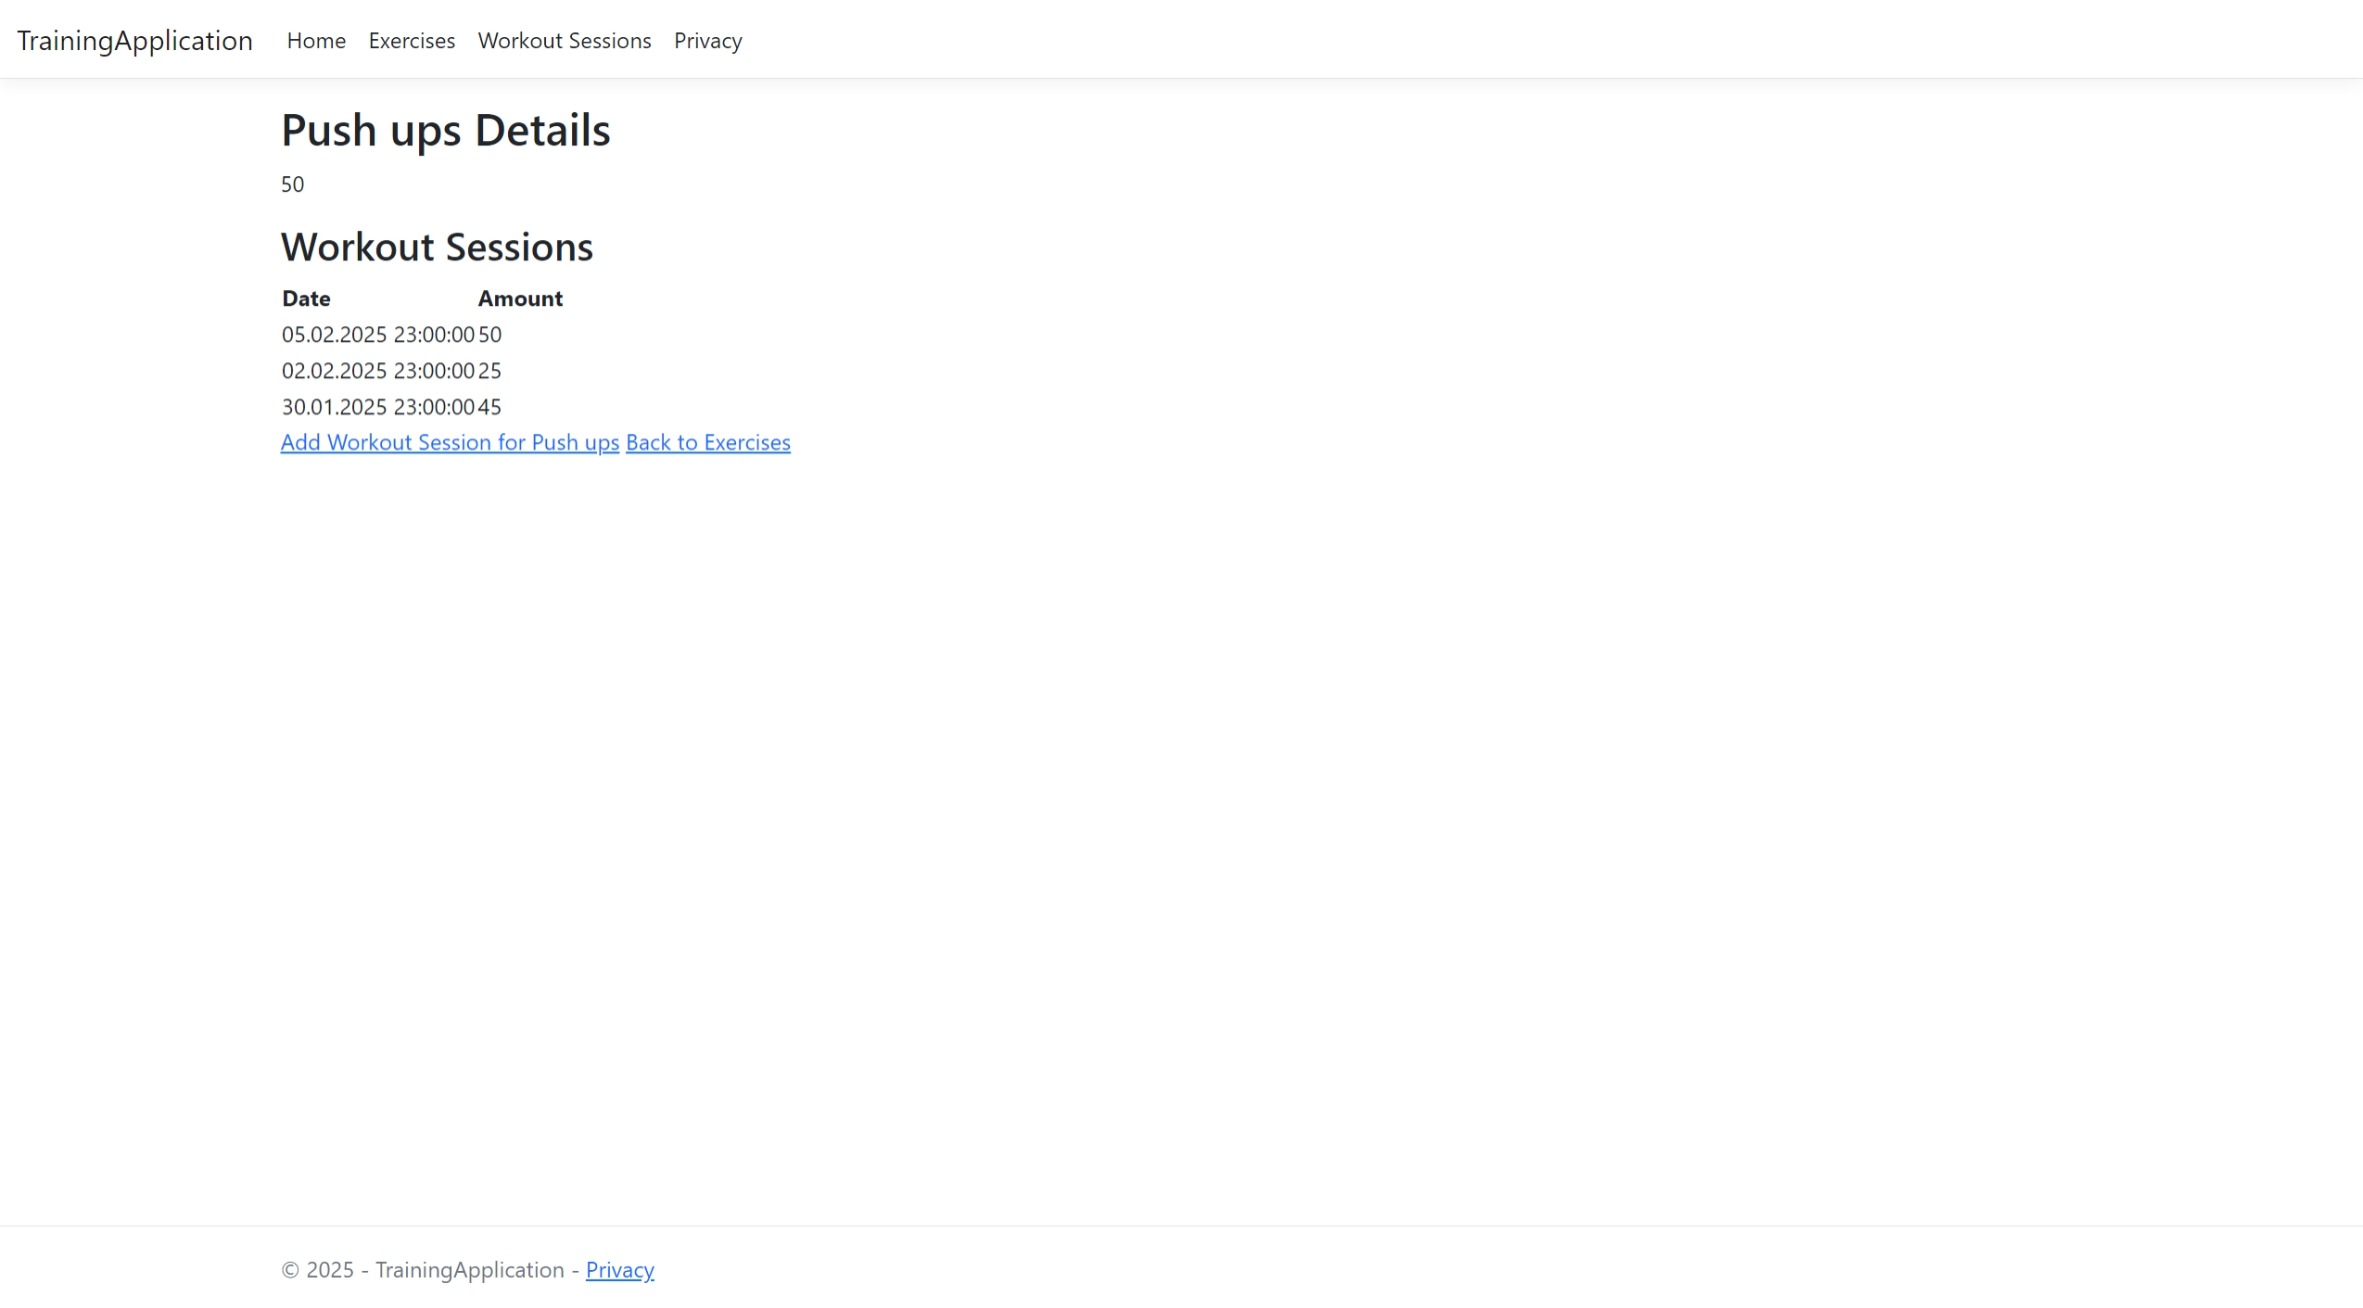 TrainingApplication Home Exercises Workout Sessions Privacy
Push ups Details
50
Workout Sessions
Date Amount
05.02.2025 23:00:00 50
02.02.2025 23:00:00 25
30.01.2025 23:00:00 45
Add Workout Session for Push ups Back to Exercises
© 2025 - TrainingApplication - Privacy